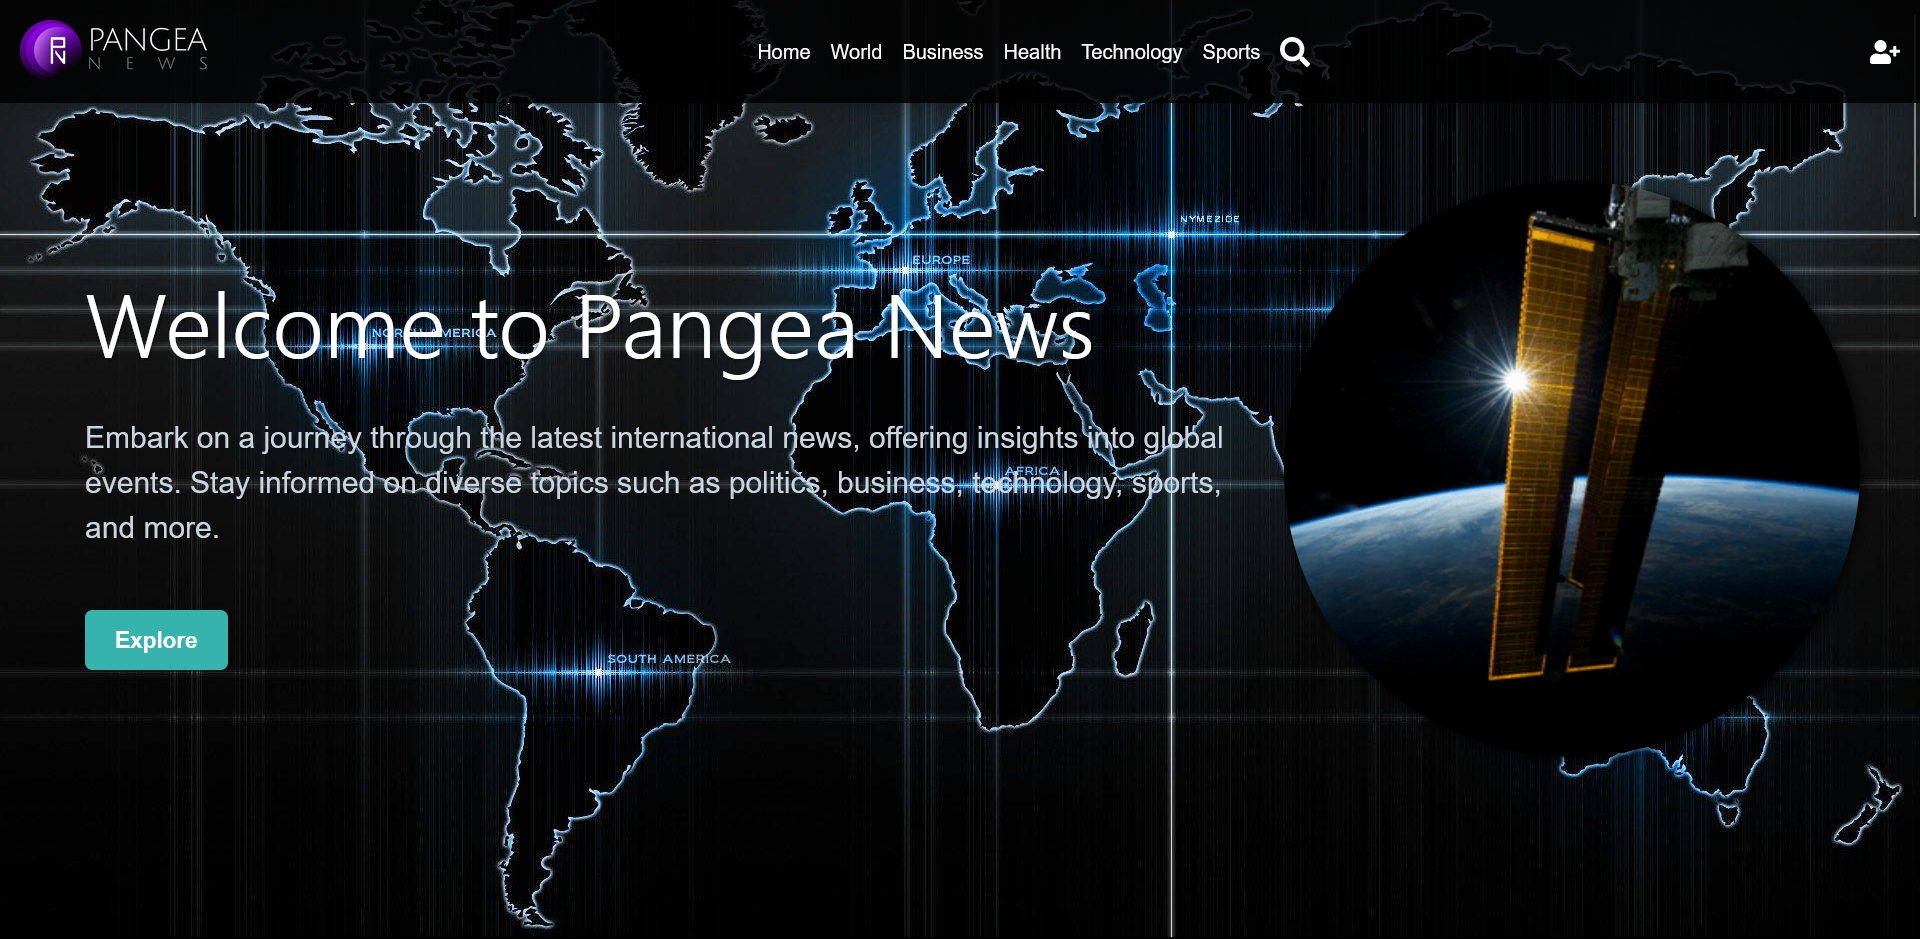 PANGEA
NEWS
Home World Business Health Technology Sports
NYMEZIDE
EUROPE
Welcome to Pangea News
NORTH AMERICA
Embark on a journey through the latest international news, offering insights into global
AFRICA
events. Stay informed on diverse topics such as politics, business, technology, sports,
and more.
Explore
SOUTH AMERICA